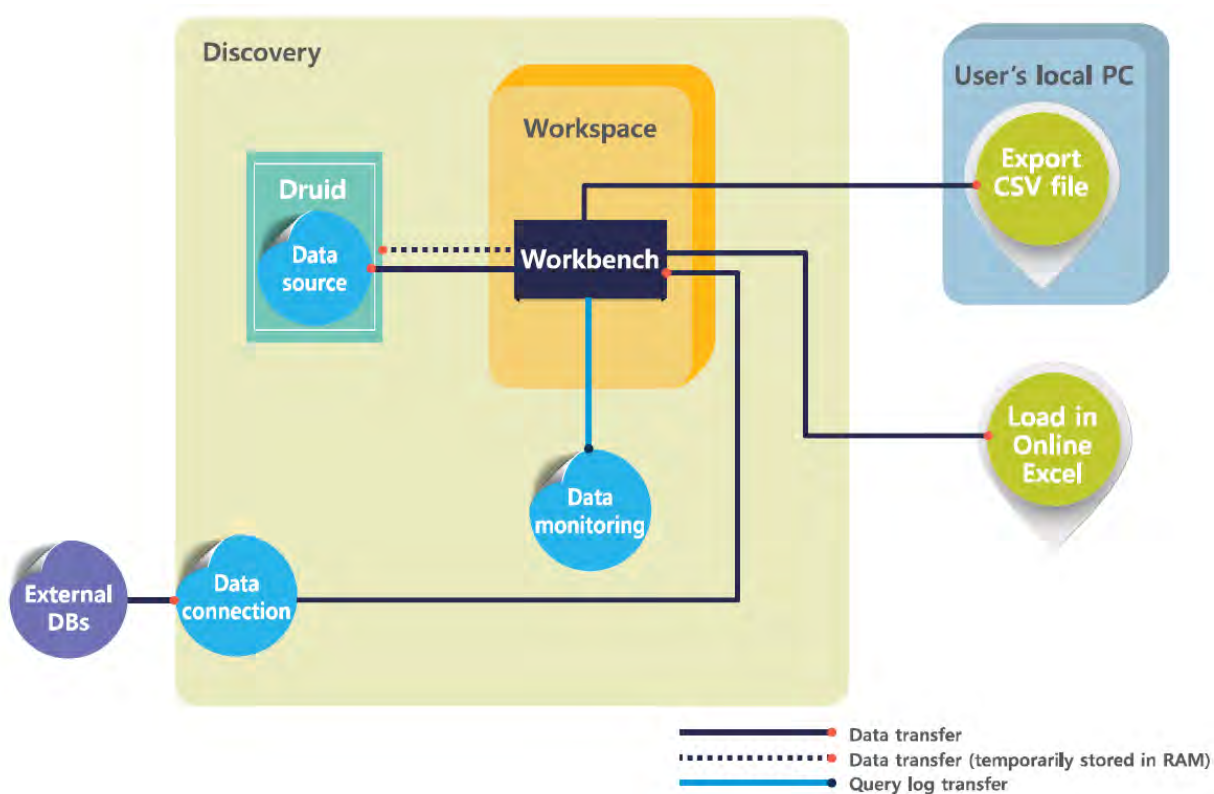 Discovery
User's local PC
Export
CSV file
Workspace
Druid
Data
source
Workbench
Load in
Online
Excel
Data
monitoring
External
DBs
Data
connection
Data transfer
Data transfer (temporarily stored in RAM)
Query log transfer